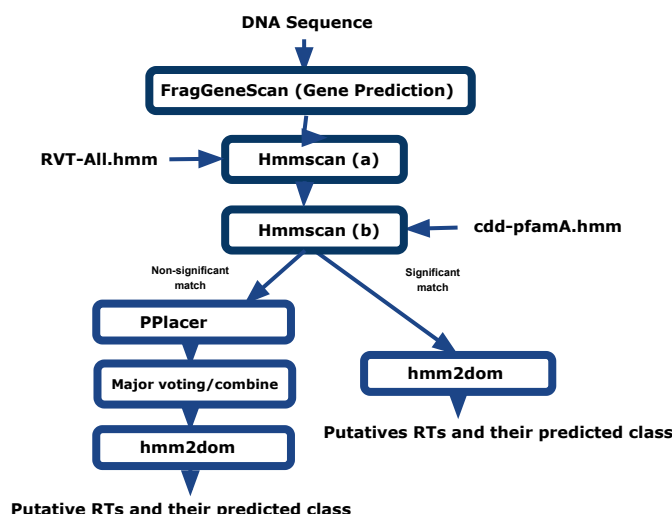 DNA Sequence
FragGeneScan (Gene Prediction)
RVT-All.hmm
Hmmscan (a)
Hmmscan (b)
cdd-pfamA.hmm
Non-significant
match
Significant
match
PPlacer
Major voting/combine
hmm2dom
hmm2dom
Putatives RTs and their predicted class
Putative RTs and their predicted class